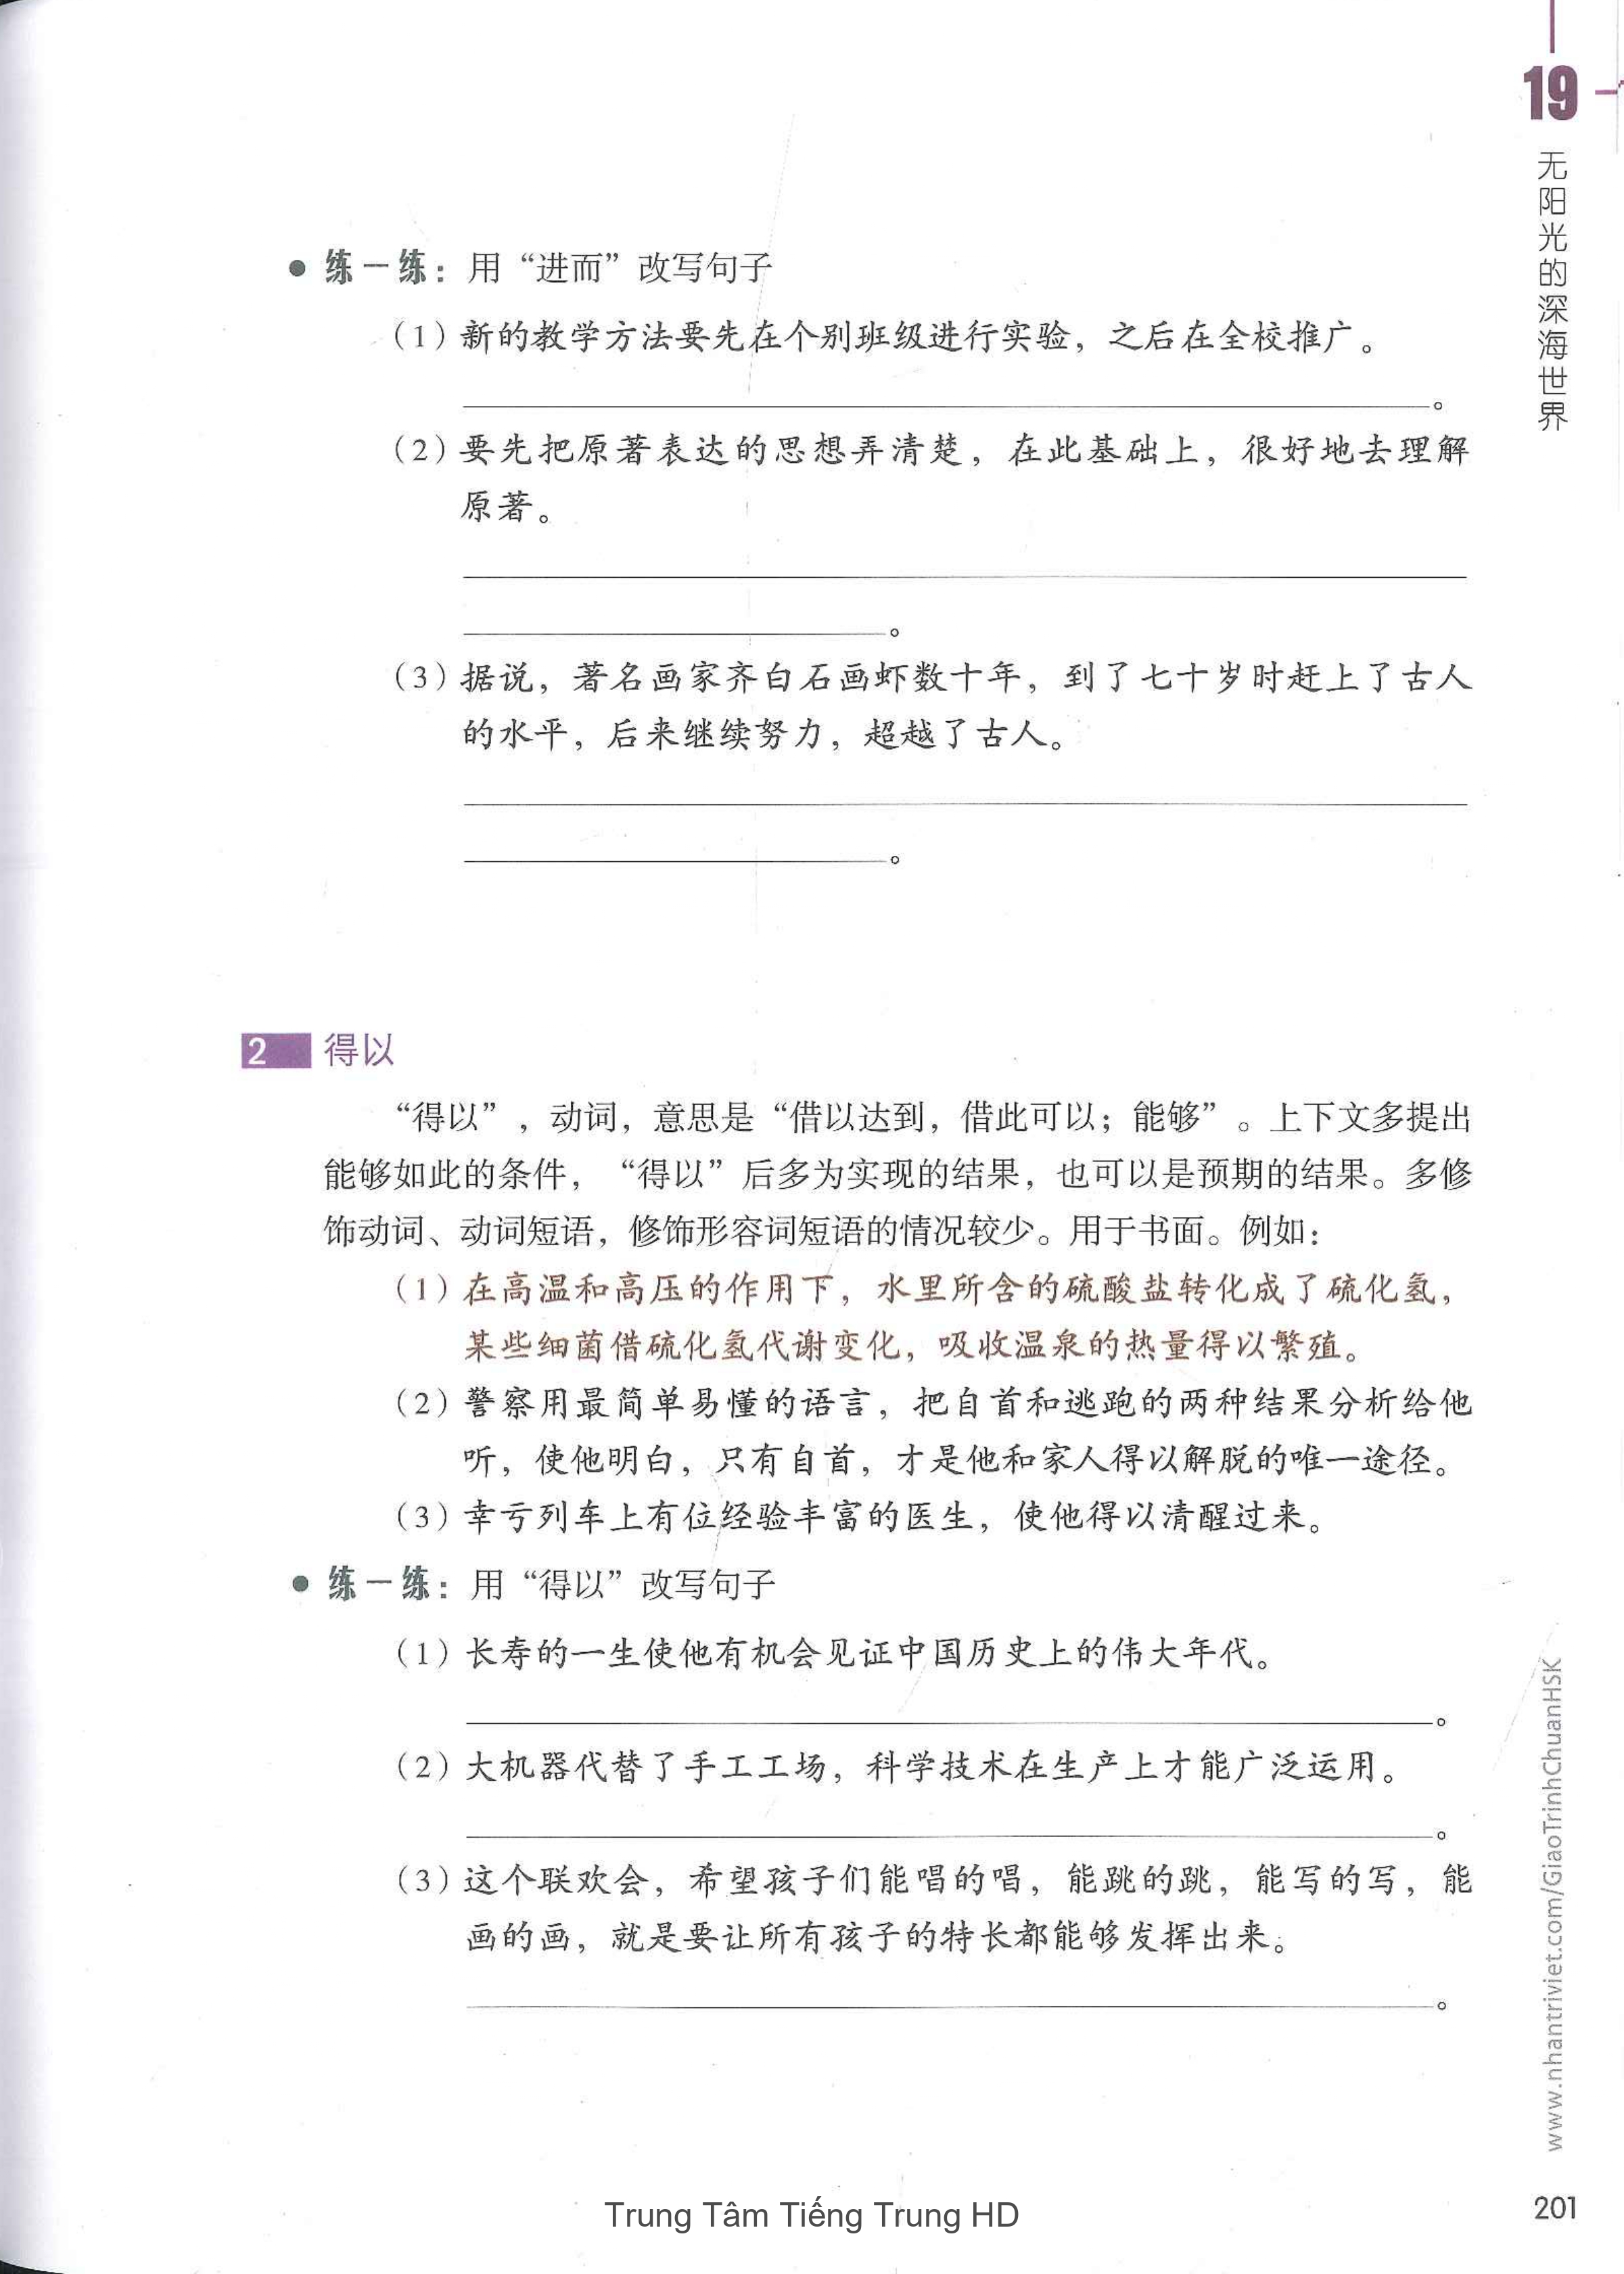 19
无阳光的深海世界
● 练一练：用“进而”改写句子
（1）新的教学方法要先在个别班级进行实验，之后在全校推广。
。
（2）要先把原著表达的思想弄清楚，在此基础上，很好地去理解
原著。
。
（3）据说，著名画家齐白石画虾数十年，到了七十岁时赶上了古人
的水平，后来继续努力，超越了古人。
。
2 得以
“得以”，动词，意思是“借以达到，借此可以；能够”。上下文多提出
能够如此的条件，“得以”后多为实现的结果，也可以是预期的结果。多修
饰动词、动词短语，修饰形容词短语的情况较少。用于书面。例如：
（1）在高温和高压的作用下，水里所含的硫酸盐转化成了硫化氢，
某些细菌借硫化氢代谢变化，吸收温泉的热量得以繁殖。
（2）警察用最简单易懂的语言，把自首和逃跑的两种结果分析给他
听，使他明白，只有自首，才是他和家人得以解脱的唯一途径。
（3）幸亏列车上有位经验丰富的医生，使他得以清醒过来。
● 练一练：用“得以”改写句子
（1）长寿的一生使他有机会见证中国历史上的伟大年代。
。
（2）大机器代替了手工工场，科学技术在生产上才能广泛运用。
。
（3）这个联欢会，希望孩子们能唱的唱，能跳的跳，能写的写，能
画的画，就是要让所有孩子的特长都能够发挥出来。
。
www.nhantriviet.com/GiaoTrinhChuanHSK
201
Trung Tâm Tiếng Trung HD